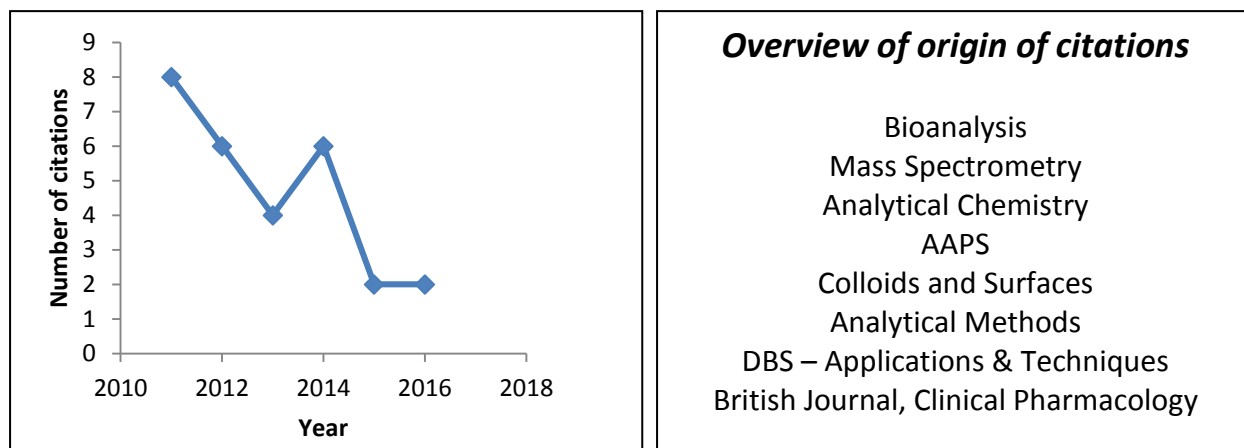 9
8
7
6
5
4
3
2
1
0
Number of citations
2010 2012 2014 2016 2018
Year
Overview of origin of citations
Bioanalysis
Mass Spectrometry
Analytical Chemistry
AAPS
Colloids and Surfaces
Analytical Methods
DBS – Applications & Techniques
British Journal, Clinical Pharmacology